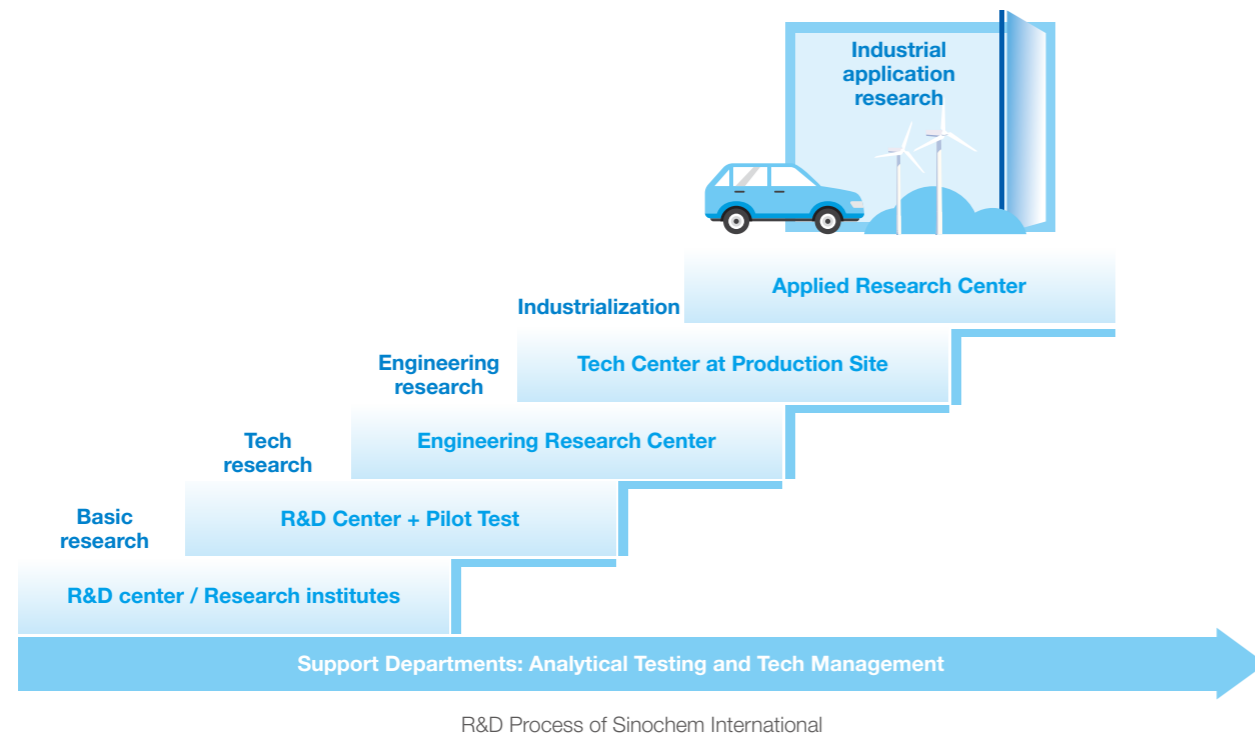 Industrial
application
research
Applied Research Center
Industrialization
Tech Center at Production Site
Engineering
research
Engineering Research Center
Tech
research
R&D Center + Pilot Test
Basic
research
R&D center / Research institutes
Support Departments: Analytical Testing and Tech Management
R&D Process of Sinochem International